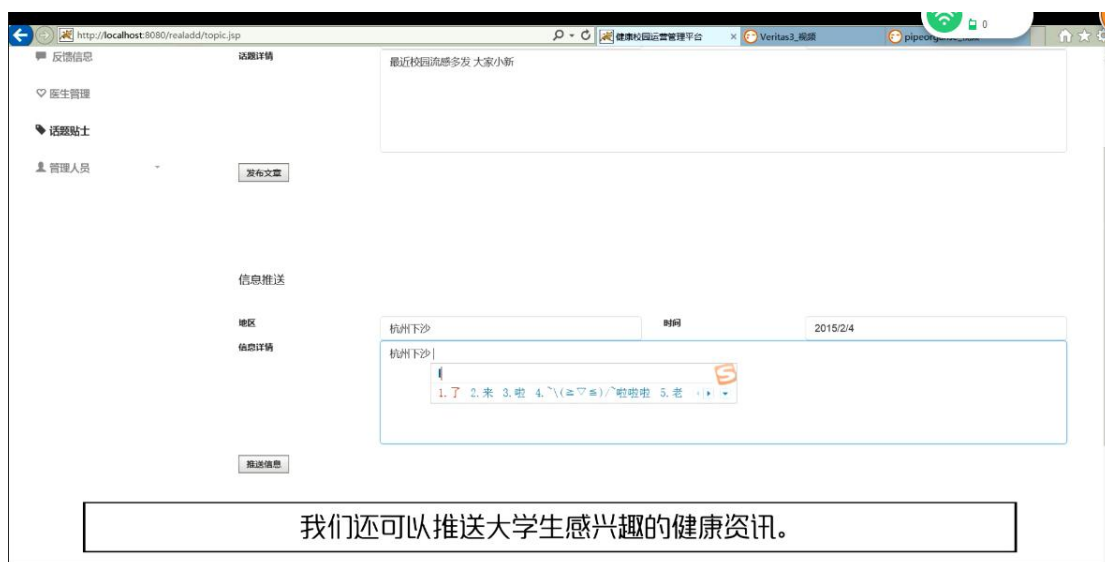 0
http://localhost:8080/realadd/topic.jsp
健康校园运营管理平台
Veritas3_视频
反馈信息
话题详情
最近校园流感多发 大家小新
医生管理
话题贴士
管理人员
发布文章
信息推送
地区
杭州下沙
时间
2015/2/4
信息详情
杭州下沙
l
1.了 2.来 3.啦 4.~\(≧▽≦)/~啦啦啦 5.老
推送信息
我们还可以推送大学生感兴趣的健康资讯。